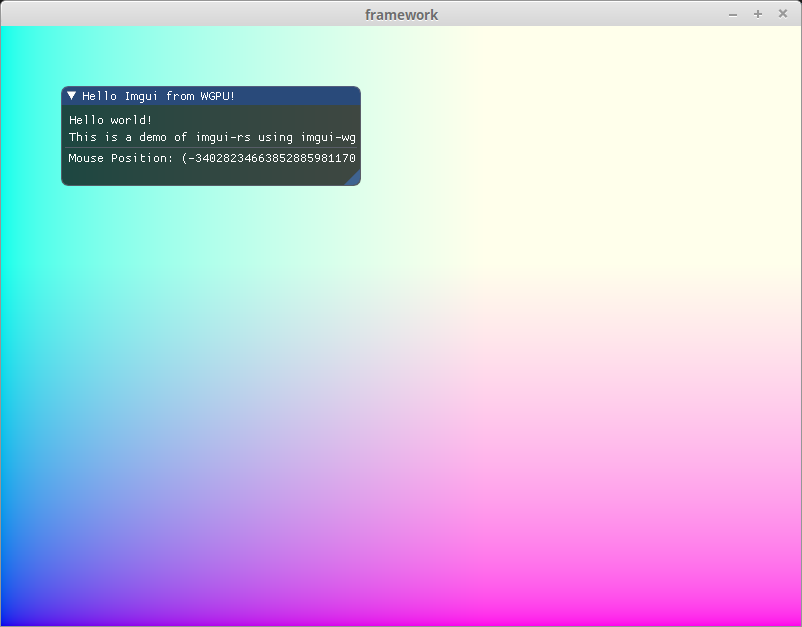 framework
Hello Imgui from WGPU!
Hello world!
This is a demo of imgui-rs using imgui-wg
Mouse Position: (-34028234663852885981170